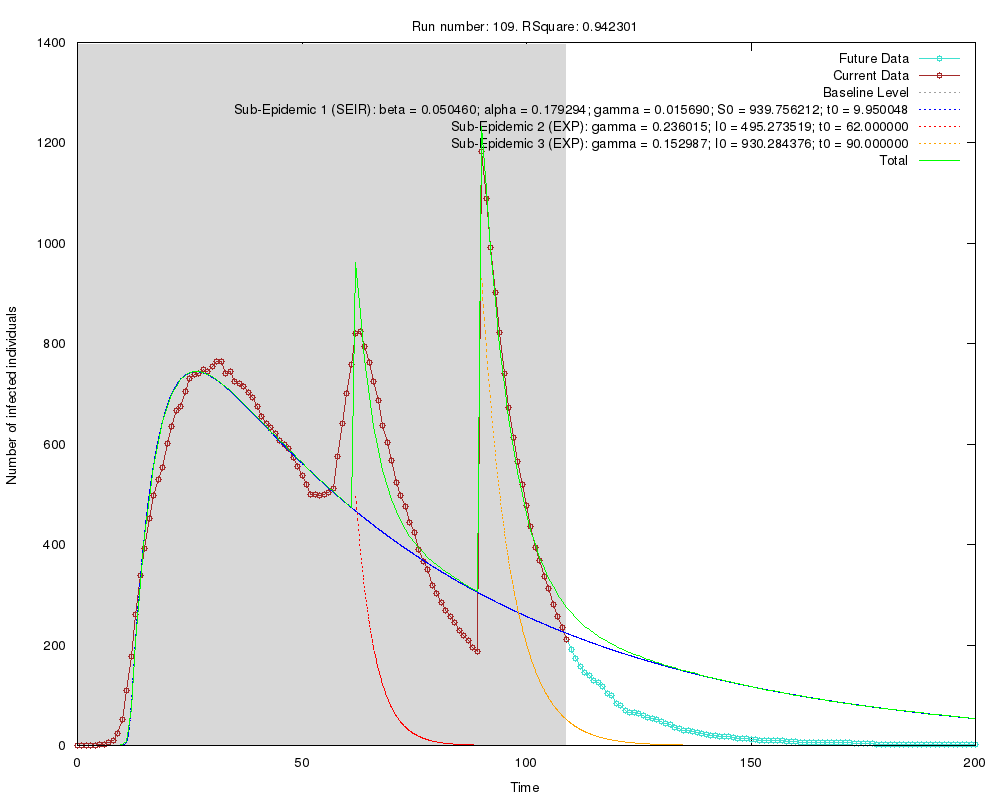 Run number: 109. RSquare: 0.942301
1400
1200
1000
800
600
400
200
0
Number of infected individuals
Future Data
Current Data
Baseline Level
Sub-Epidemic 1 (SEIR): beta = 0.050460; alpha = 0.179294; gamma = 0.015690; S0 = 939.756212; t0 = 9.950048
Sub-Epidemic 2 (EXP): gamma = 0.236015; I0 = 495.273519; t0 = 62.000000
Sub-Epidemic 3 (EXP): gamma = 0.152987; I0 = 930.284376; t0 = 90.000000
Total
0 50 100 150 200
Time